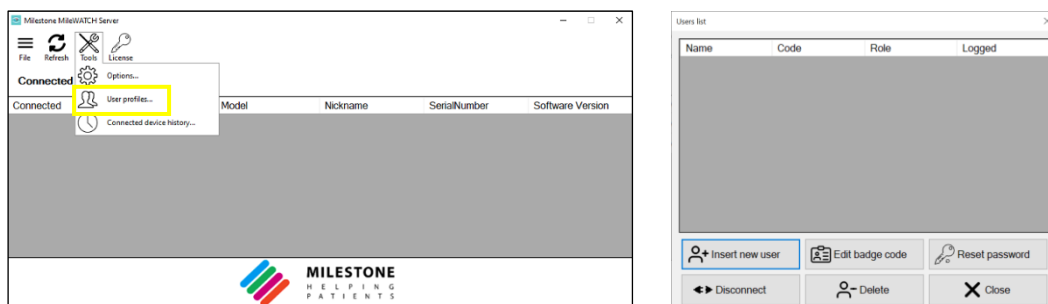 Milestone MileWATCH Server
File Refresh Tools License
Connected
Options...
User profiles...
Connected device history...
Connected Model Nickname SerialNumber Software Version
MILESTONE
HELPING
PATIENTS
Users list
Name Code Role Logged
Insert new user Edit badge code Reset password
Disconnect Delete Close